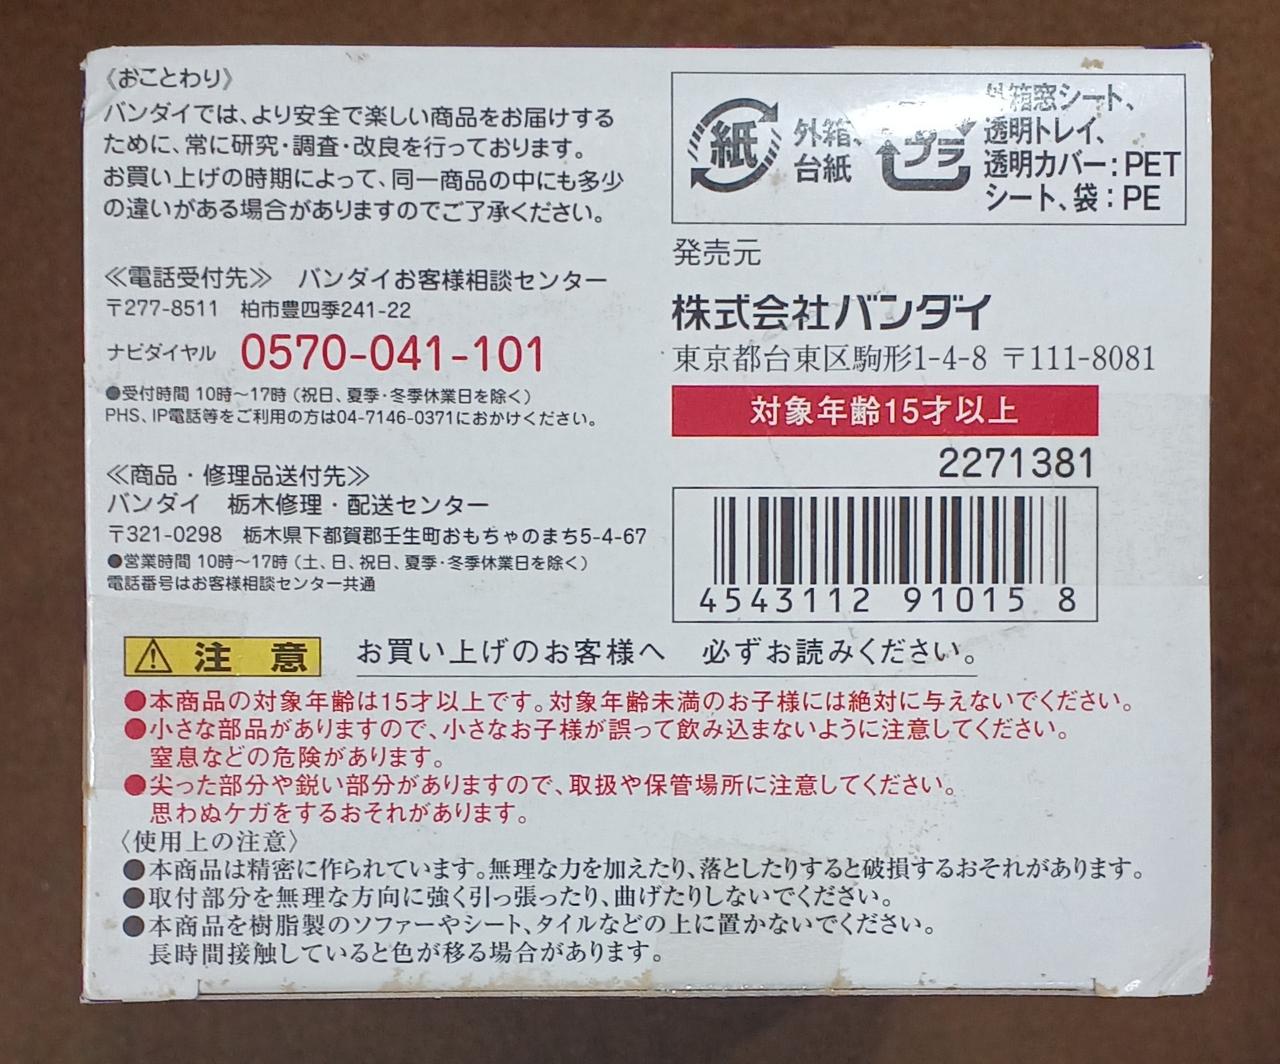 〈おことわり〉
バンダイでは、より安全で楽しい商品をお届けする
ために、常に研究・調査・改良を行っております。
お買い上げの時期によって、同一商品の中にも多少
の違いがある場合がありますのでご了承ください。
≪電話受付先≫　バンダイお客様相談センター
〒277-8511　柏市豊四季241-22
ナビダイヤル　0570-041-101
●受付時間 10時～17時（祝日、夏季・冬季休業日を除く）
PHS、IP電話等をご利用の方は04-7146-0371におかけください。
≪商品・修理品送付先≫
バンダイ　栃木修理・配送センター
〒321-0298　栃木県下都賀郡壬生町おもちゃのまち5-4-67
●営業時間 10時～17時（土、日、祝日、夏季・冬季休業日を除く）
電話番号はお客様相談センター共通
紙
外箱、
台紙
プラ
外箱窓シート、
透明トレイ、
透明カバー：PET
シート、袋：PE
発売元
株式会社バンダイ
東京都台東区駒形1-4-8 〒111-8081
対象年齢15才以上
2271381
4543112 910158
注　意　お買い上げのお客様へ　必ずお読みください。
●本商品の対象年齢は15才以上です。対象年齢未満のお子様には絶対に与えないでください。
●小さな部品がありますので、小さなお子様が誤って飲み込まないように注意してください。
窒息などの危険があります。
●尖った部分や鋭い部分がありますので、取扱や保管場所に注意してください。
思わぬケガをするおそれがあります。
〈使用上の注意〉
●本商品は精密に作られています。無理な力を加えたり、落としたりすると破損するおそれがあります。
●取付部分を無理な方向に強く引っ張ったり、曲げたりしないでください。
●本商品を樹脂製のソファーやシート、タイルなどの上に置かないでください。
長時間接触していると色が移る場合があります。